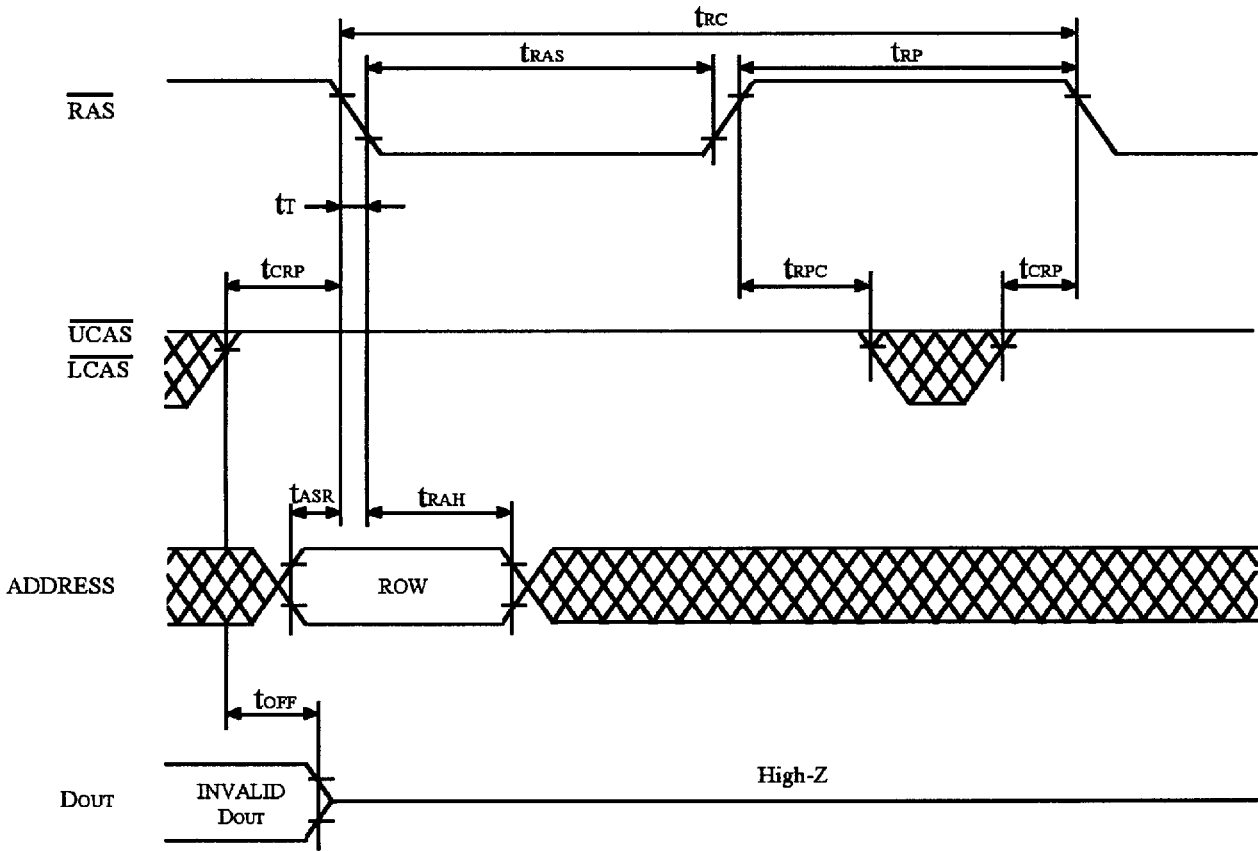 tRC
tRAS
tRP
RAS
tT
tCRP
tRPC
tCRP
UCAS
LCAS
tASR
tRAH
ADDRESS
ROW
tOFF
DOUT
INVALID
DOUT
High-Z